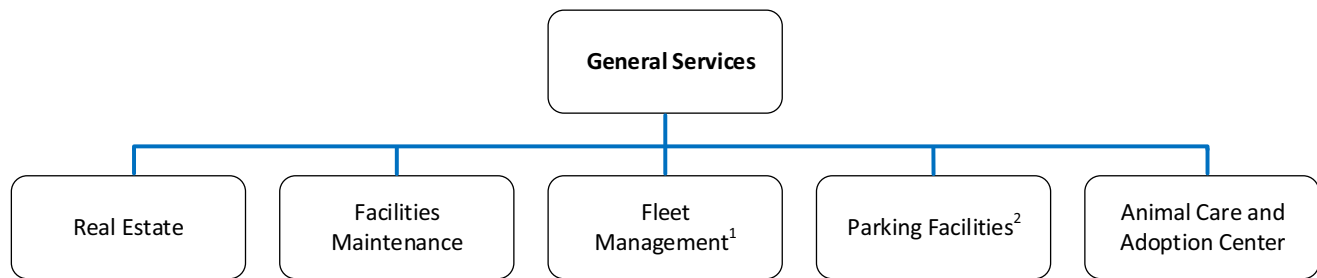 General Services
Real Estate
Facilities
Maintenance
Fleet
Management¹
Parking Facilities²
Animal Care and
Adoption Center